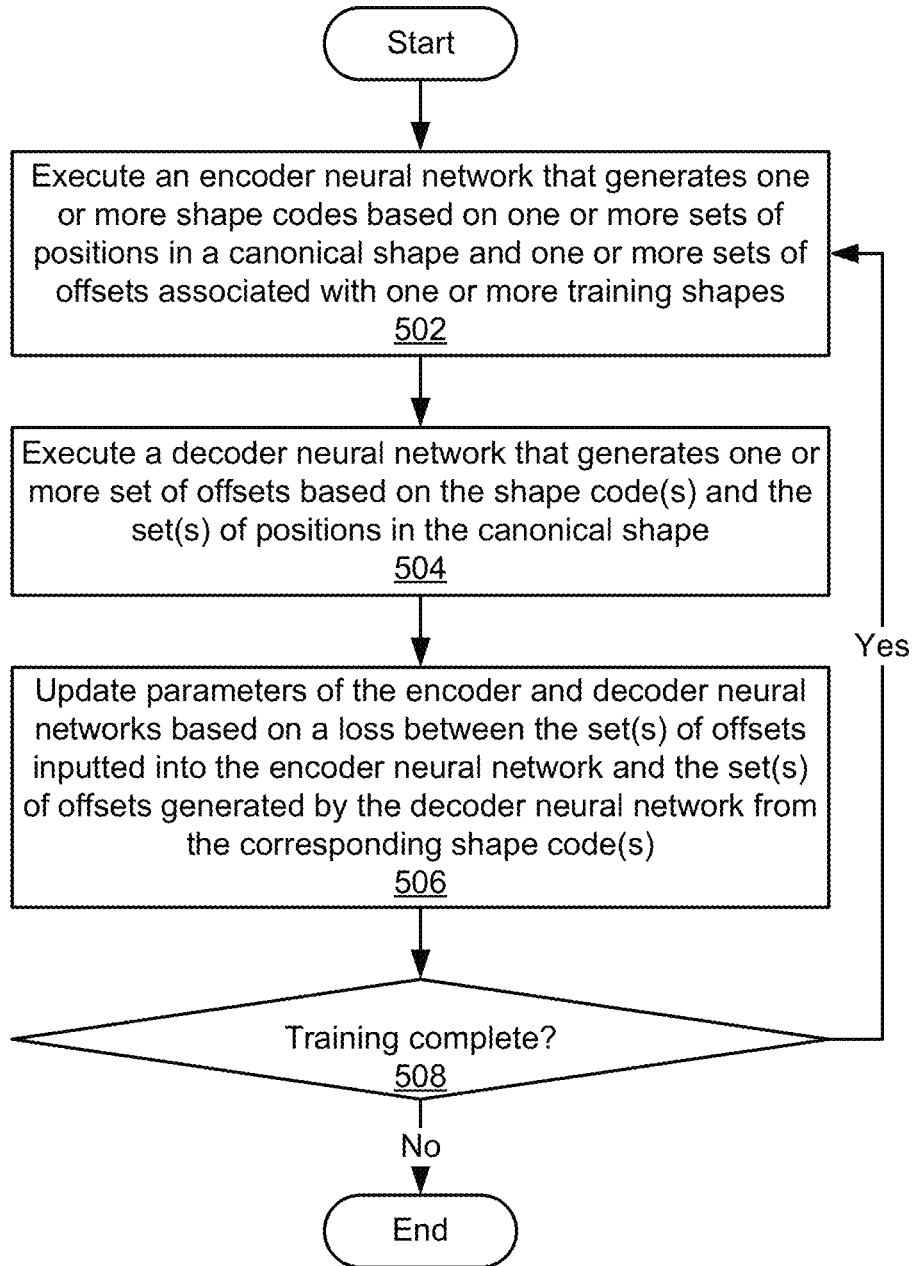 Start
Execute an encoder neural network that generates one
or more shape codes based on one or more sets of
positions in a canonical shape and one or more sets of
offsets associated with one or more training shapes
502
Execute a decoder neural network that generates one or
more set of offsets based on the shape code(s) and the
set(s) of positions in the canonical shape
504
Update parameters of the encoder and decoder neural
networks based on a loss between the set(s) of offsets
inputted into the encoder neural network and the set(s)
of offsets generated by the decoder neural network from
the corresponding shape code(s)
506
Yes
Training complete?
508
No
End